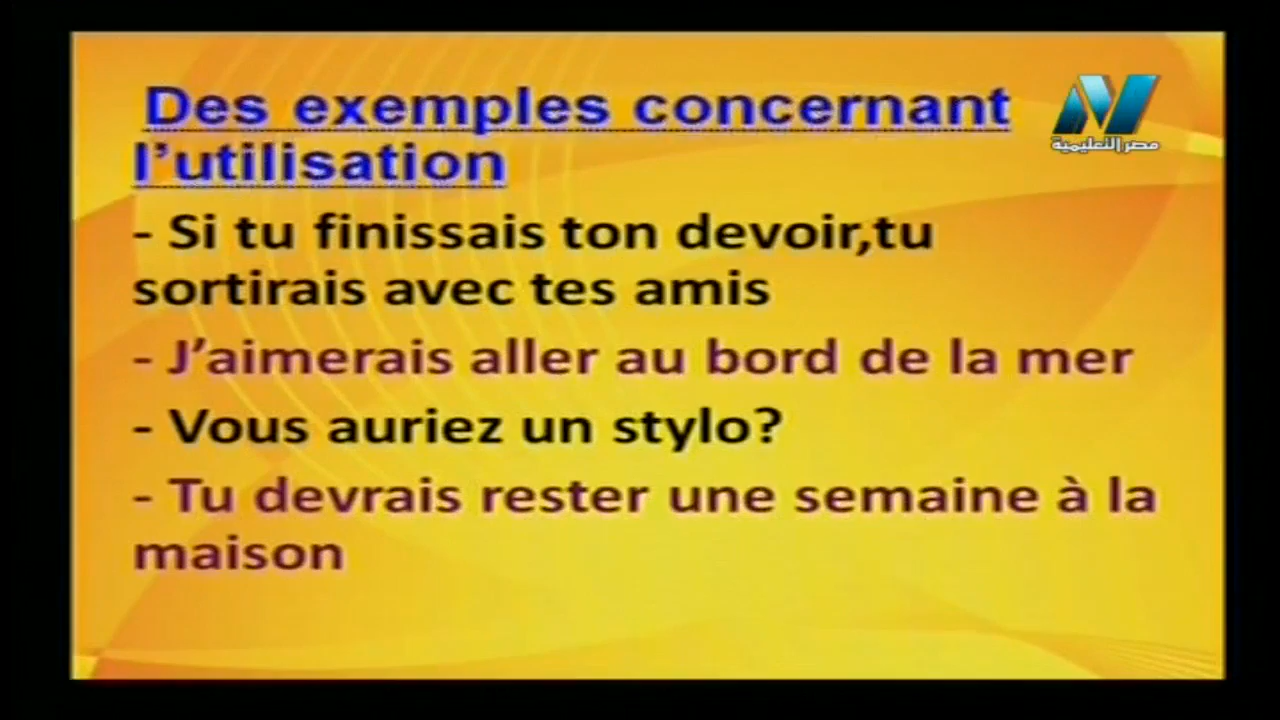 Des exemples concernant
l’utilisation
مصر التعليمية
- Si tu finissais ton devoir,tu
sortirais avec tes amis
- J’aimerais aller au bord de la mer
- Vous auriez un stylo?
- Tu devrais rester une semaine à la
maison